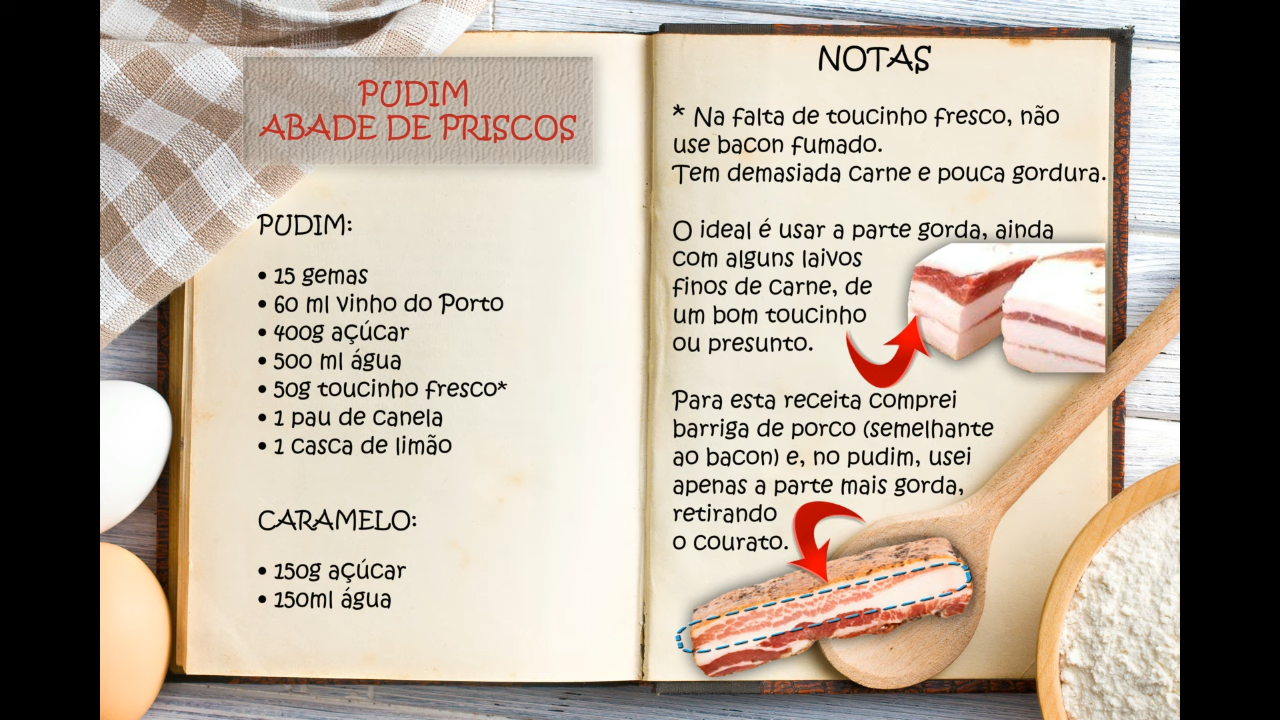 PUDIM
ABADE DE PRISCOS
PUDIM:
• 15 gemas
• 60 ml vinho do Porto
• 400g açúcar
• 500 ml água
• 50g toucinho fresco*
• 1 pau de canela
• 1 casca de limão
CARAMELO:
• 150g açúcar
• 150ml água
NOTAS
* Na falta de toucinho fresco, não
use bacon fumado.
Tem demasiada carne e pouca gordura.
O ideal é usar a parte gorda, ainda
com alguns laivos
finos de carne, de
um bom toucinho
ou presunto.
Para esta receita comprei
barriga de porco (semelhante
ao bacon) e, no pudim, usei
apenas a parte mais gorda,
retirando
o courato.